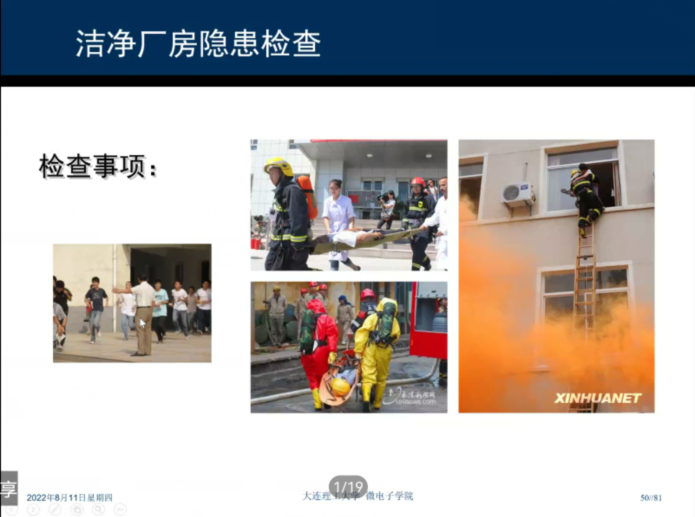 洁净厂房隐患检查
检查事项：
XINHUANET
享
1/19
2022年8月11日星期四
大连理工大学 微电子学院
50//81